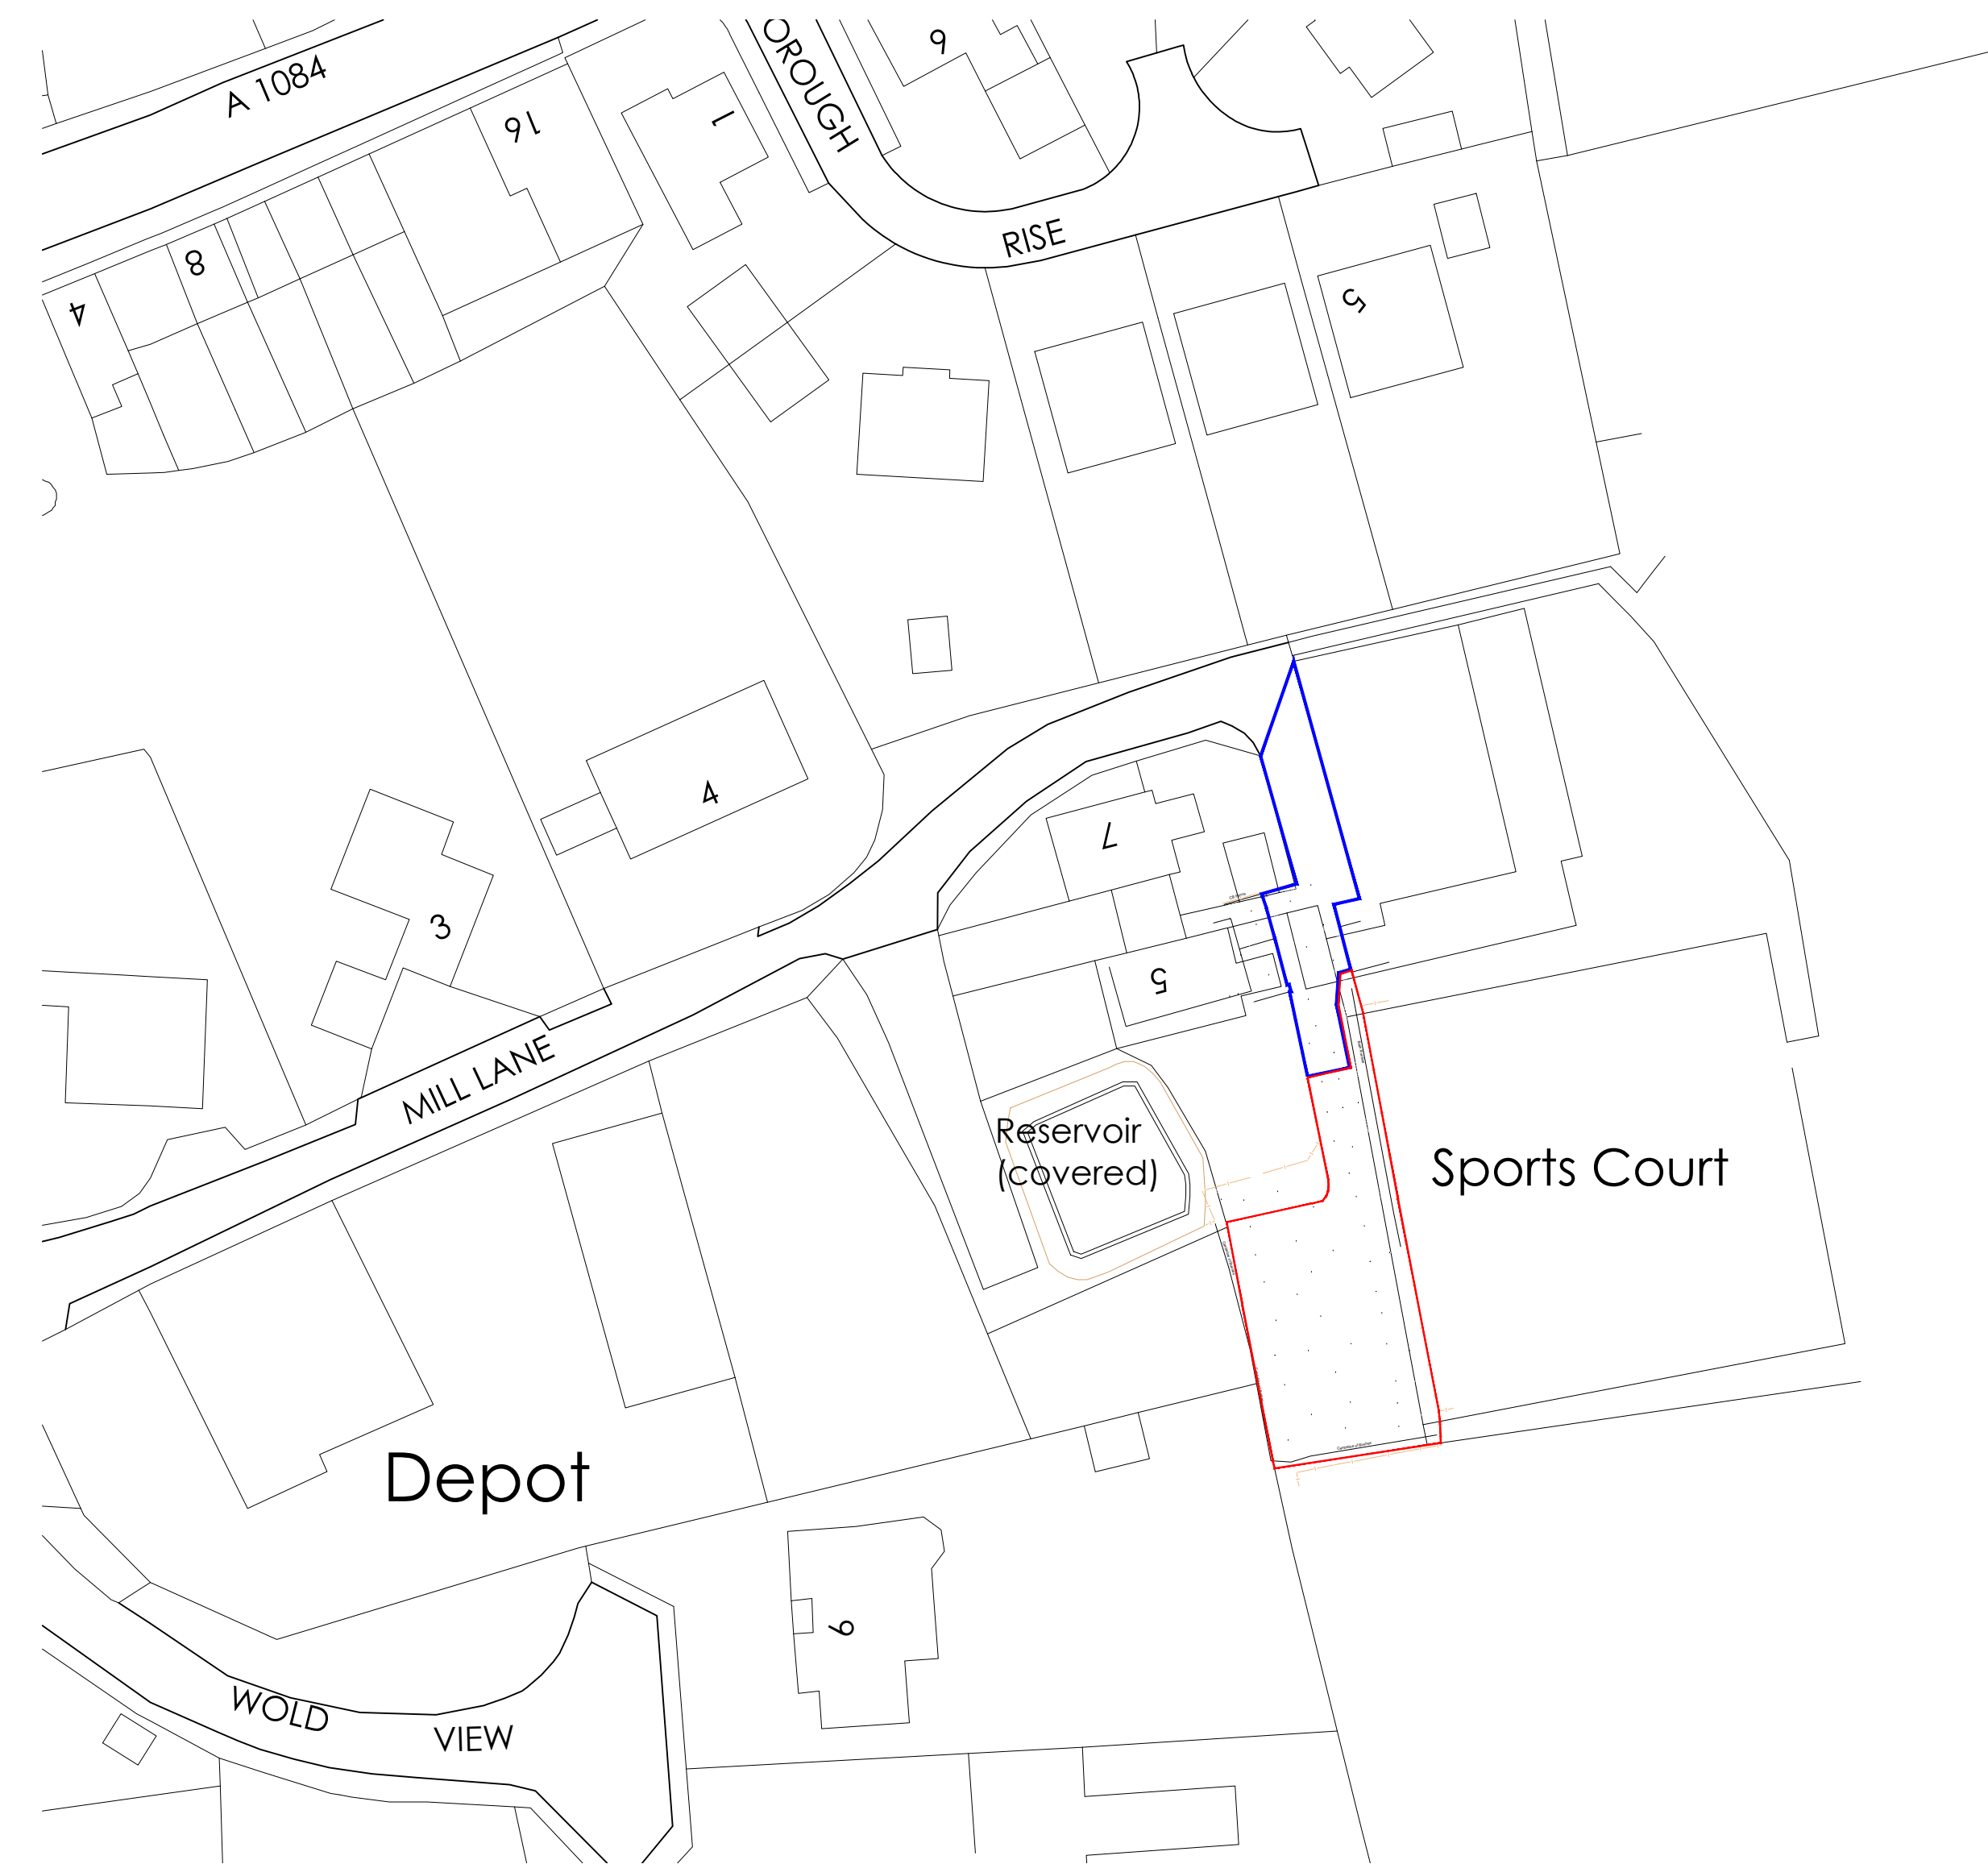 A 1084
OROUGH
RISE
6
1
16
8
4
5
4
7
3
5
MILL LANE
Reservoir
(covered)
Sports Court
Depot
9
WOLD
VIEW